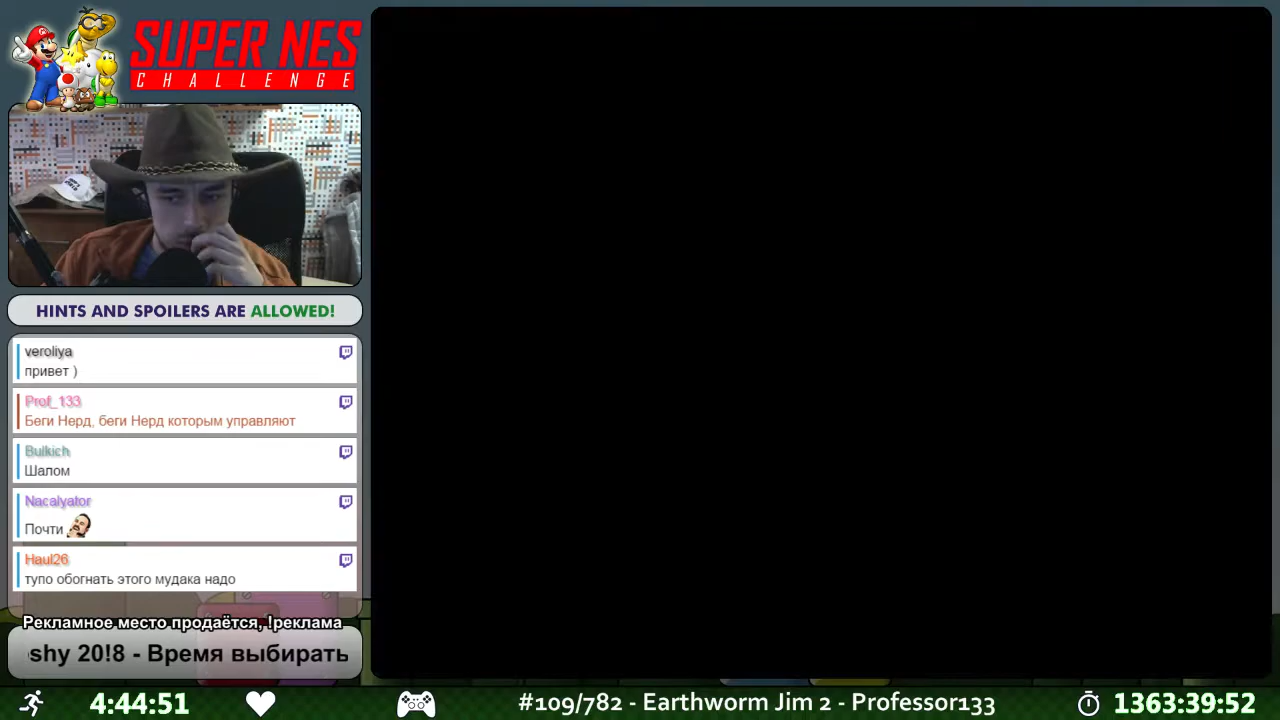 SUPER NES
CHALLENGE
HINTS AND SPOILERS ARE ALLOWED!
veroliya
привет )
Prof_133
Беги Нерд, беги Нерд которым управляют
Bulkich
Шалом
Nacalyator
Почти
Haul26
тупо обогнать этого мудака надо
Рекламное место продаётся, !реклама
shy 20!8 - Время выбирать
4:44:51
#109/782 - Earthworm Jim 2 - Professor133
1363:39:52